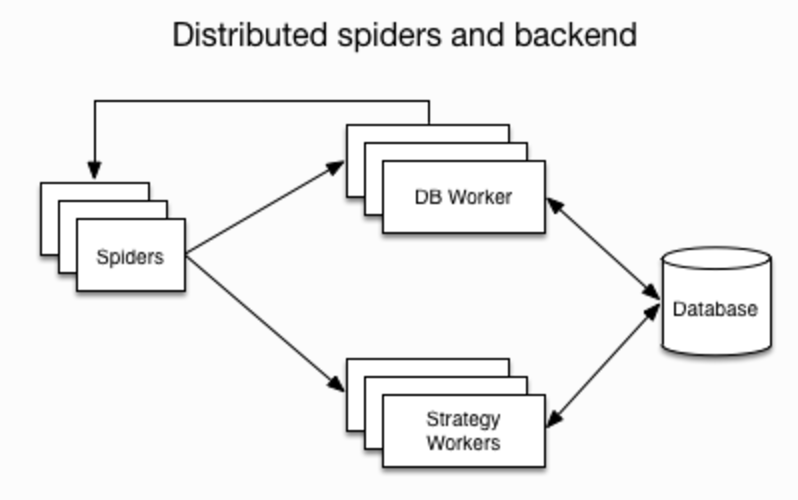 Distributed spiders and backend
DB Worker
Spiders
Database
Strategy
Workers